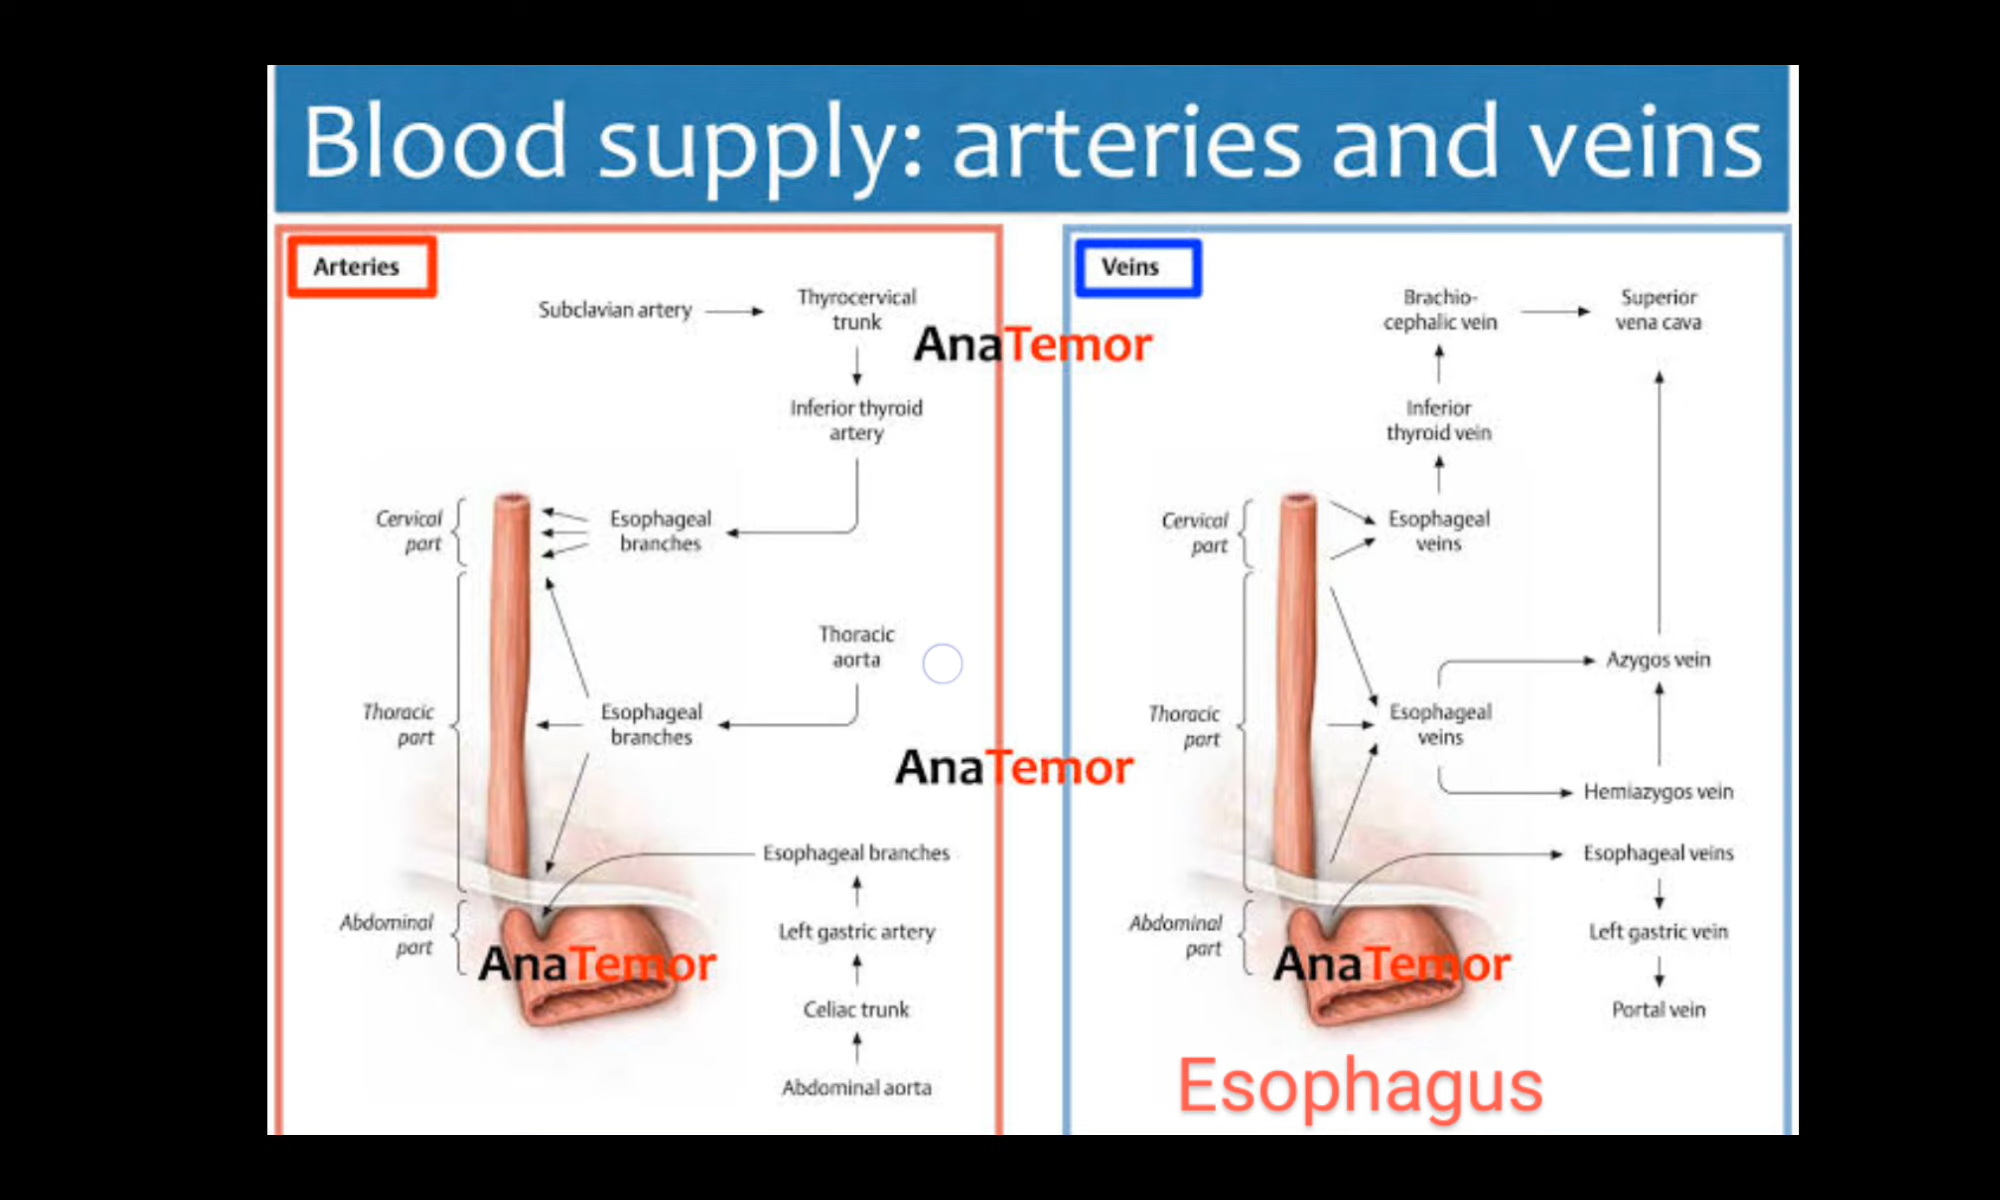 Blood supply: arteries and veins
Arteries
Subclavian artery
Thyrocervical
trunk
Inferior thyroid
artery
Cervical
part
Esophageal
branches
Thoracic
aorta
Thoracic
part
Esophageal
branches
Esophageal branches
Abdominal
part
Left gastric artery
Celiac trunk
Abdominal aorta
AnaTemor
AnaTemor
AnaTemor
Veins
Brachio-
cephalic vein
Superior
vena cava
Inferior
thyroid vein
Cervical
part
Esophageal
veins
Azygos vein
Thoracic
part
Esophageal
veins
Hemiazygos vein
Esophageal veins
Abdominal
part
Left gastric vein
AnaTemor
Portal vein
Esophagus